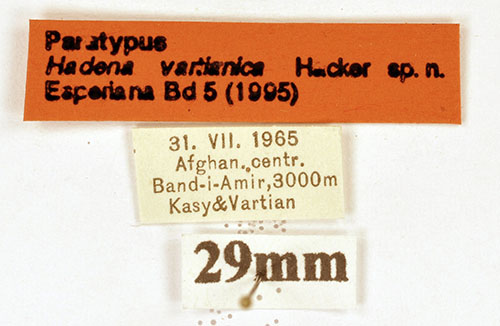 Paratypus
Hadena vartianica Hacker sp. n.
Esperiana Bd 5 (1995)
31. VII. 1965
Afghan. centr.
Band-i-Amir, 3000m
Kasy&Vartian
29mm